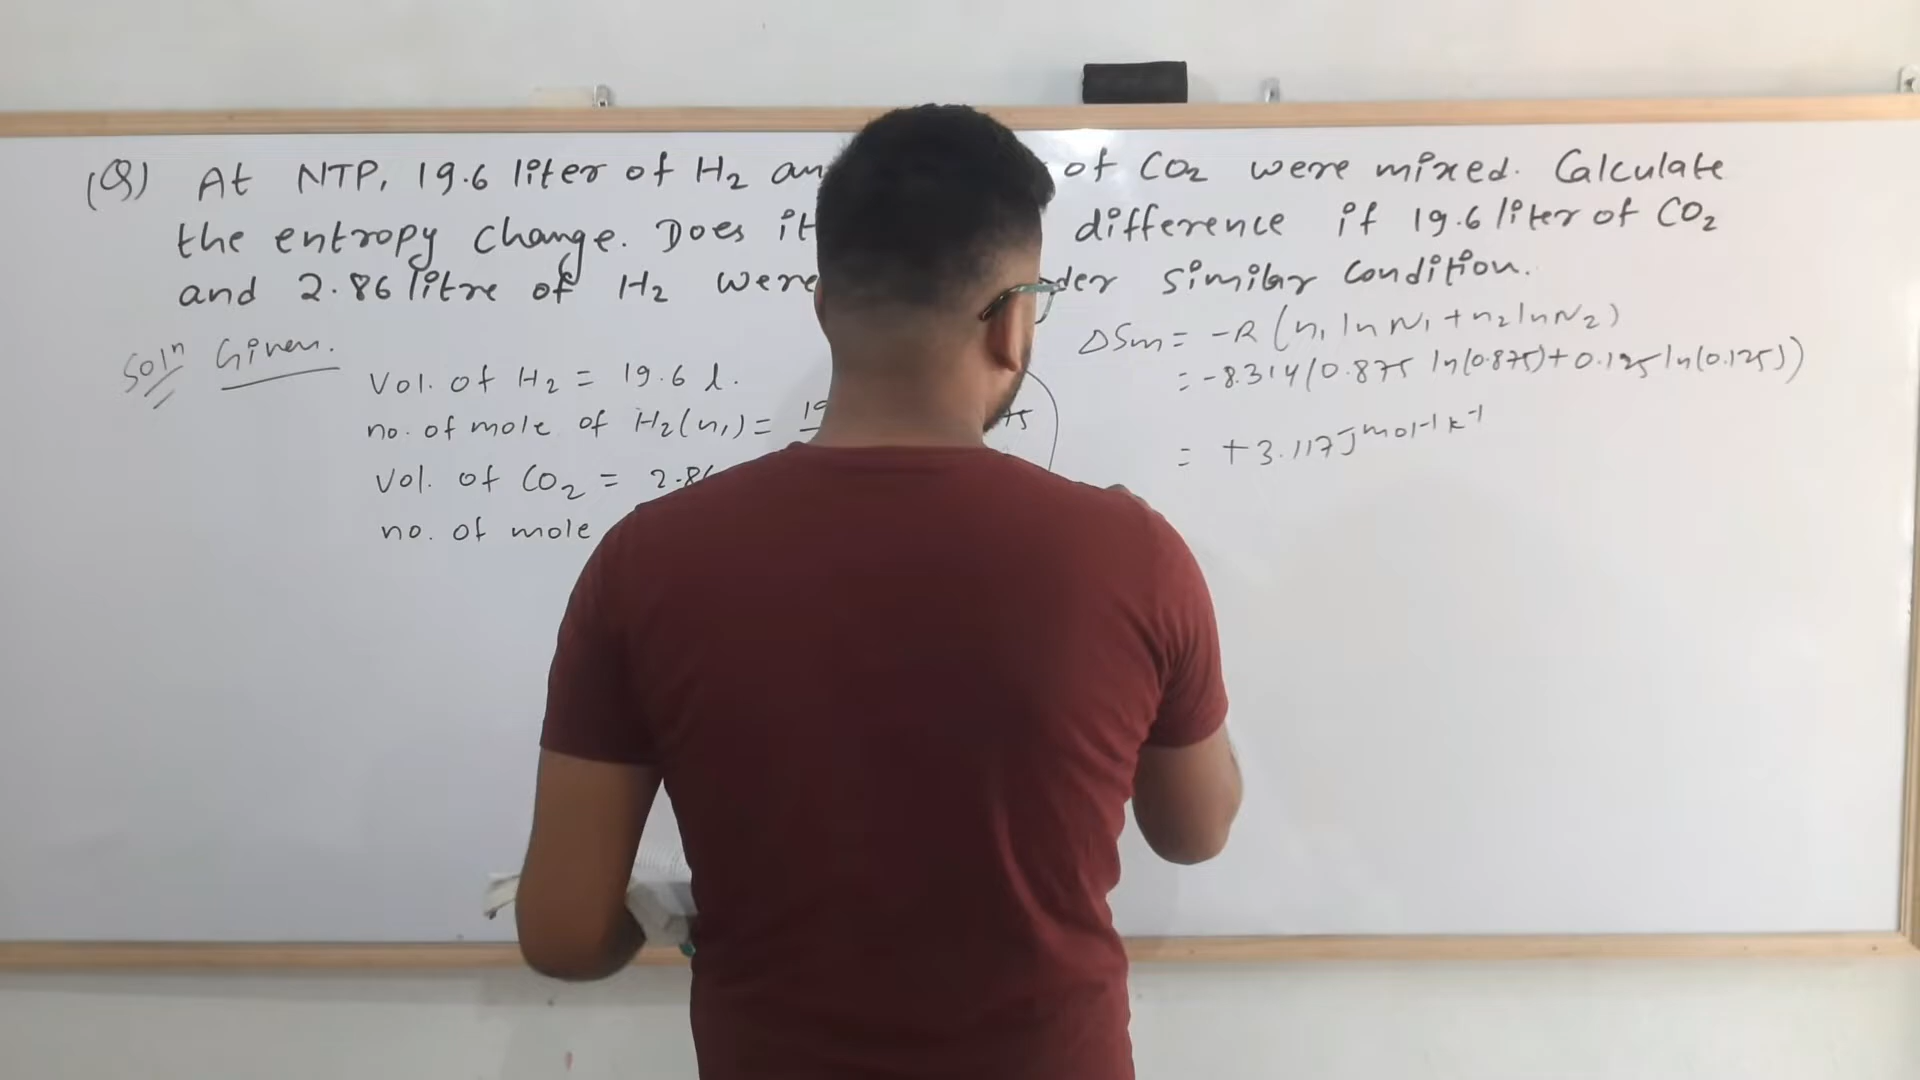 (Q) At NTP, 19.6 liter of H2 an of CO2 were mixed. Calculate
the entropy change. Does it difference if 19.6 liter of CO2
and 2.86 litre of H2 were der similar condition.
Soln Given.
Vol. of H2 = 19.6 l.
no. of mole of H2(n1) = 19
Vol. of CO2 = 2.86
no. of mole
ΔSm = -R (n1 ln N1 + n2 ln N2)
= -8.314 (0.875 ln(0.875) + 0.125 ln(0.125))
= +3.117 J mol-1 k-1